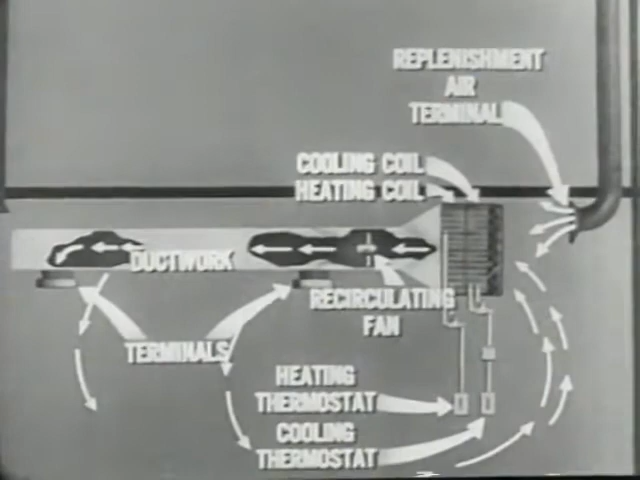 REPLENISHMENT
AIR
TERMINAL
COOLING COIL
HEATING COIL
DUCTWORK
RECIRCULATING
FAN
TERMINALS
HEATING
THERMOSTAT
COOLING
THERMOSTAT